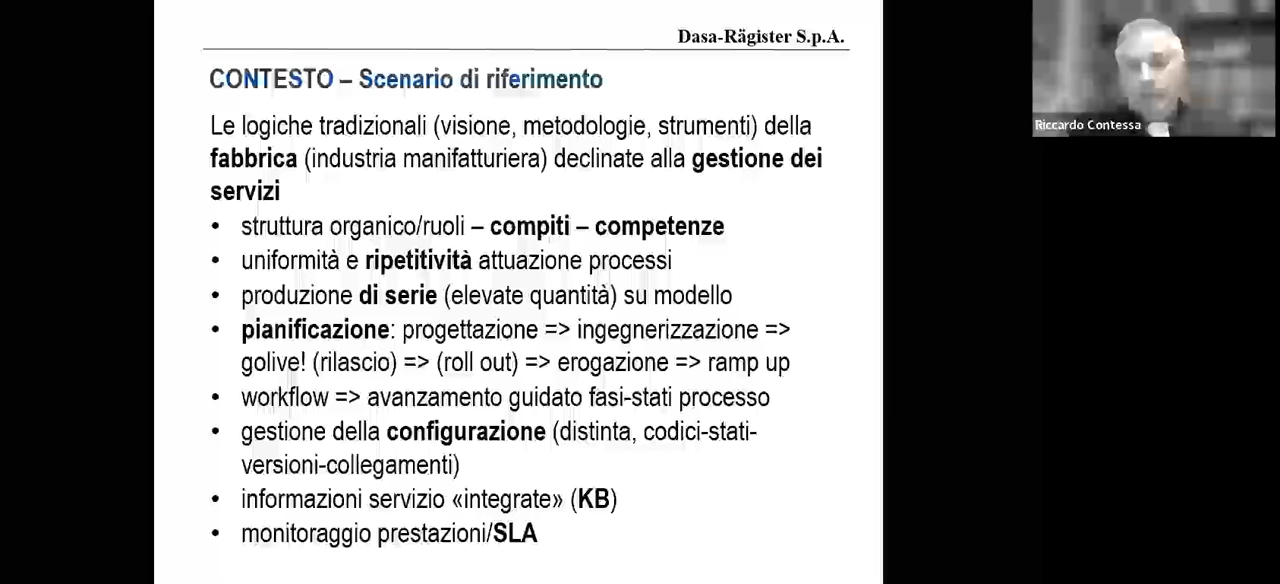 Dasa-Rägister S.p.A.
CONTESTO – Scenario di riferimento
Le logiche tradizionali (visione, metodologie, strumenti) della
fabbrica (industria manifatturiera) declinate alla gestione dei
servizi
• struttura organico/ruoli – compiti – competenze
• uniformità e ripetitività attuazione processi
• produzione di serie (elevate quantità) su modello
• pianificazione: progettazione => ingegnerizzazione =>
golive! (rilascio) => (roll out) => erogazione => ramp up
• workflow => avanzamento guidato fasi-stati processo
• gestione della configurazione (distinta, codici-stati-
versioni-collegamenti)
• informazioni servizio «integrate» (KB)
• monitoraggio prestazioni/SLA
Riccardo Contessa